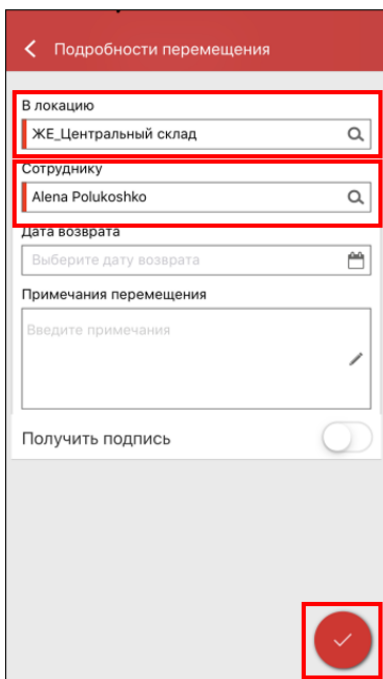 Подробности перемещения
В локацию
ЖЕ_Центральный склад
Сотруднику
Alena Polukoshko
Дата возврата
Выберите дату возврата
Примечания перемещения
Введите примечания
Получить подпись